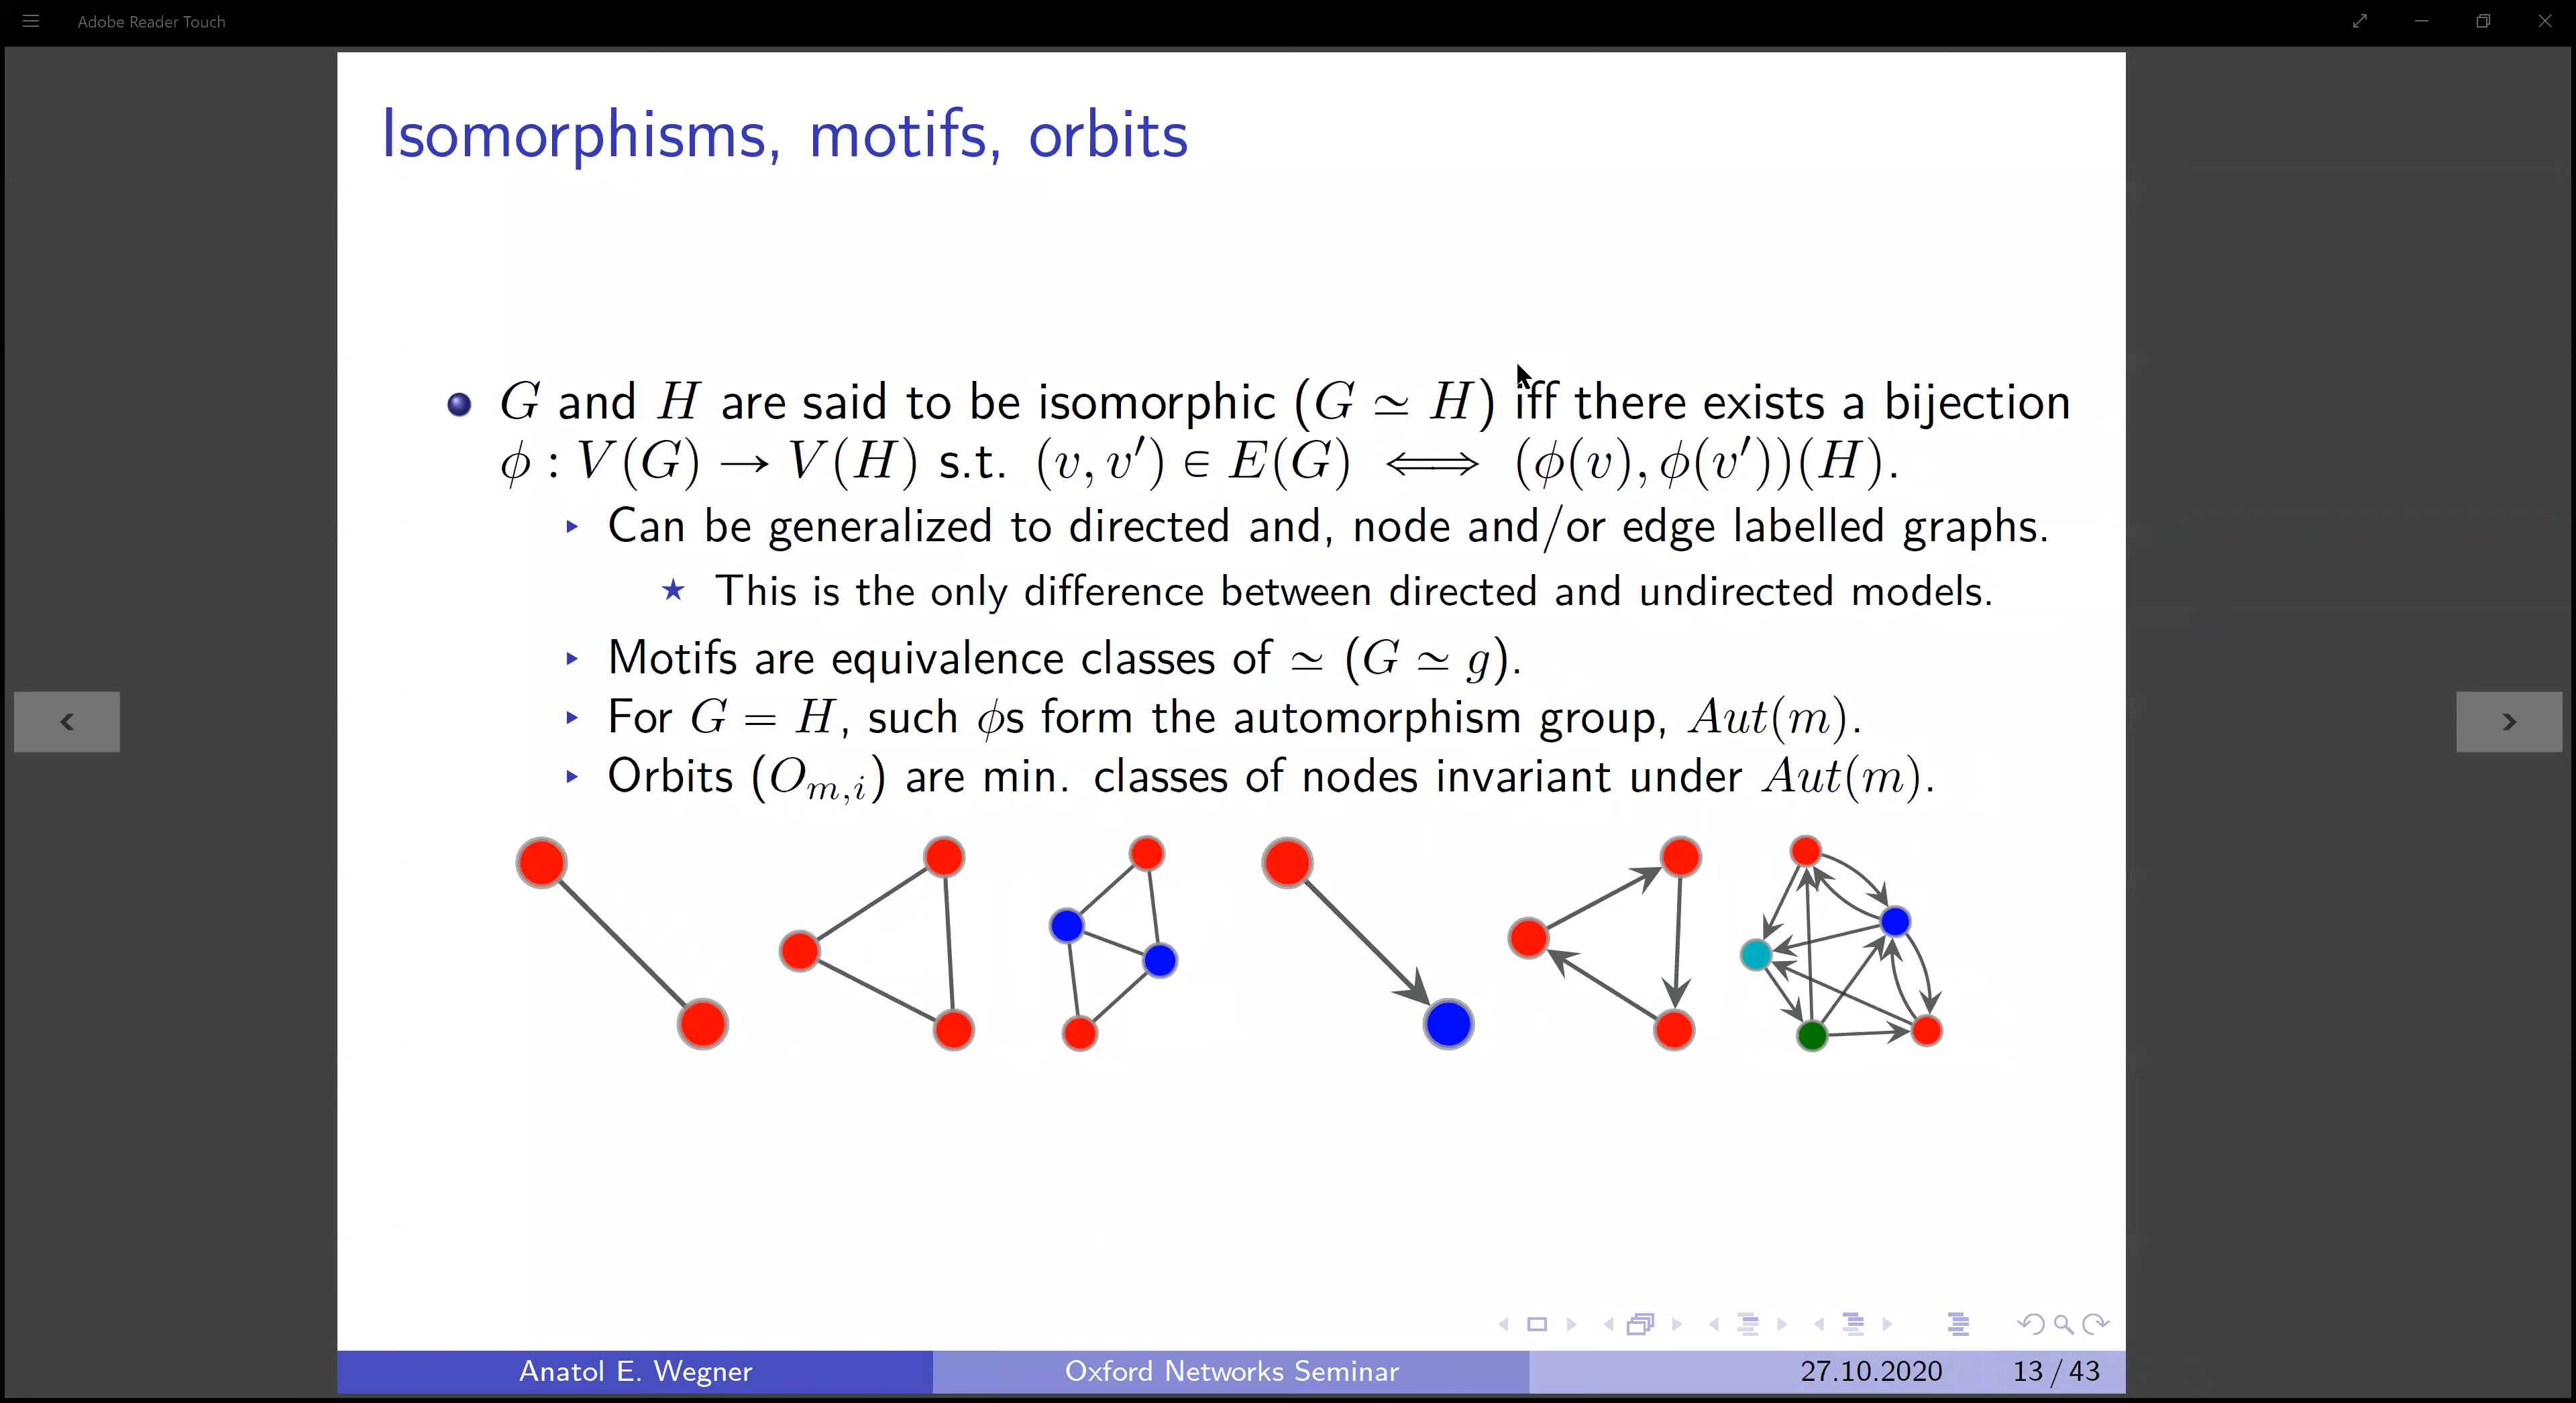 Adobe Reader Touch
Isomorphisms, motifs, orbits
G and H are said to be isomorphic (G ≃ H) iff there exists a bijection
ϕ : V(G) → V(H) s.t. (v, v′) ∈ E(G) ⟺ (ϕ(v), ϕ(v′))(H).
Can be generalized to directed and, node and/or edge labelled graphs.
This is the only difference between directed and undirected models.
Motifs are equivalence classes of ≃ (G ≃ g).
For G = H, such ϕs form the automorphism group, Aut(m).
Orbits (O_{m,i}) are min. classes of nodes invariant under Aut(m).
Anatol E. Wegner
Oxford Networks Seminar
27.10.2020
13 / 43